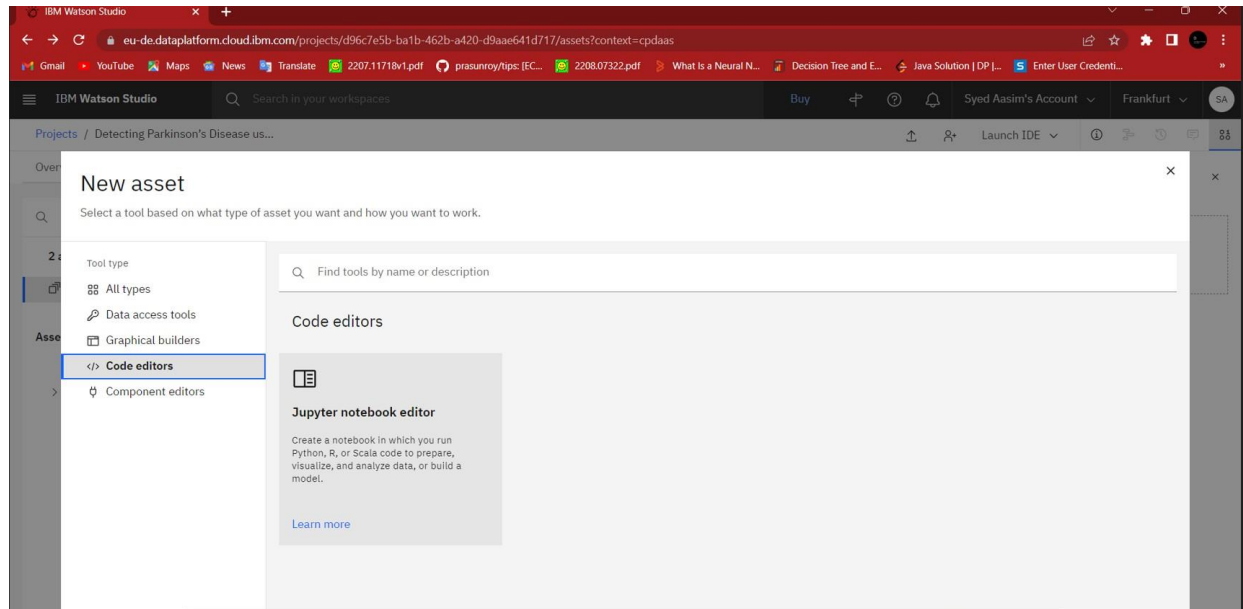 IBM Watson Studio
eu-de.dataplatform.cloud.ibm.com/projects/d96c7e5b-ba1b-462b-a420-d9aae641d717/assets?context=cpdaas
Gmail YouTube Maps News Translate 2207.11718v1.pdf prasunroy/tips: [EC... 2208.07322.pdf What Is a Neural N... Decision Tree and E... Java Solution | DP |... S Enter User Credenti... »
IBM Watson Studio Search in your workspaces Buy Syed Aasim's Account Frankfurt SA
Projects / Detecting Parkinson's Disease us... Launch IDE
Over
New asset
Select a tool based on what type of asset you want and how you want to work.
2 a
Tool type
Find tools by name or description
All types
Data access tools
Code editors
Asse
Graphical builders
</> Code editors
Component editors
Jupyter notebook editor
Create a notebook in which you run
Python, R, or Scala code to prepare,
visualize, and analyze data, or build a
model.
Learn more